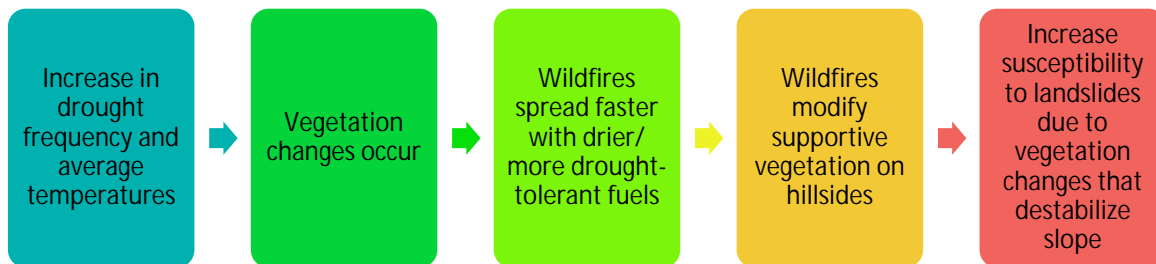 Increase in
drought
frequency and
average
temperatures
Vegetation
changes occur
Wildfires
spread faster
with drier/
more drought-
tolerant fuels
Wildfires
modify
supportive
vegetation on
hillsides
Increase
susceptibility
to landslides
due to
vegetation
changes that
destabilize
slope